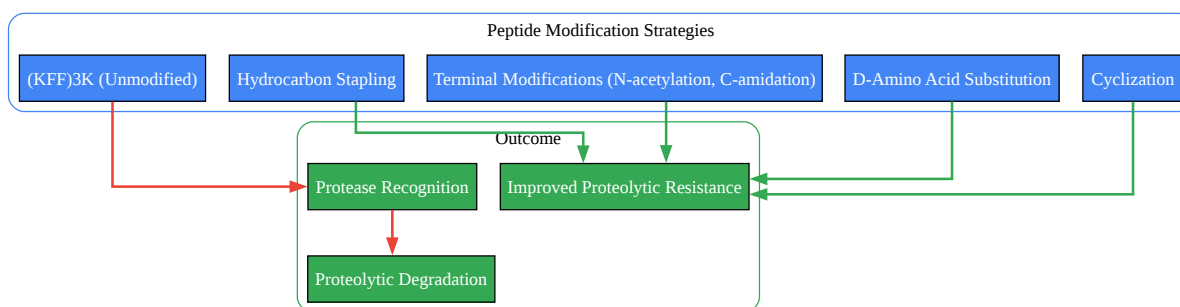 Peptide Modification Strategies
(KFF)3K (Unmodified)
Hydrocarbon Stapling
Terminal Modifications (N-acetylation, C-amidation)
D-Amino Acid Substitution
Cyclization
Outcome
Protease Recognition
Improved Proteolytic Resistance
Proteolytic Degradation